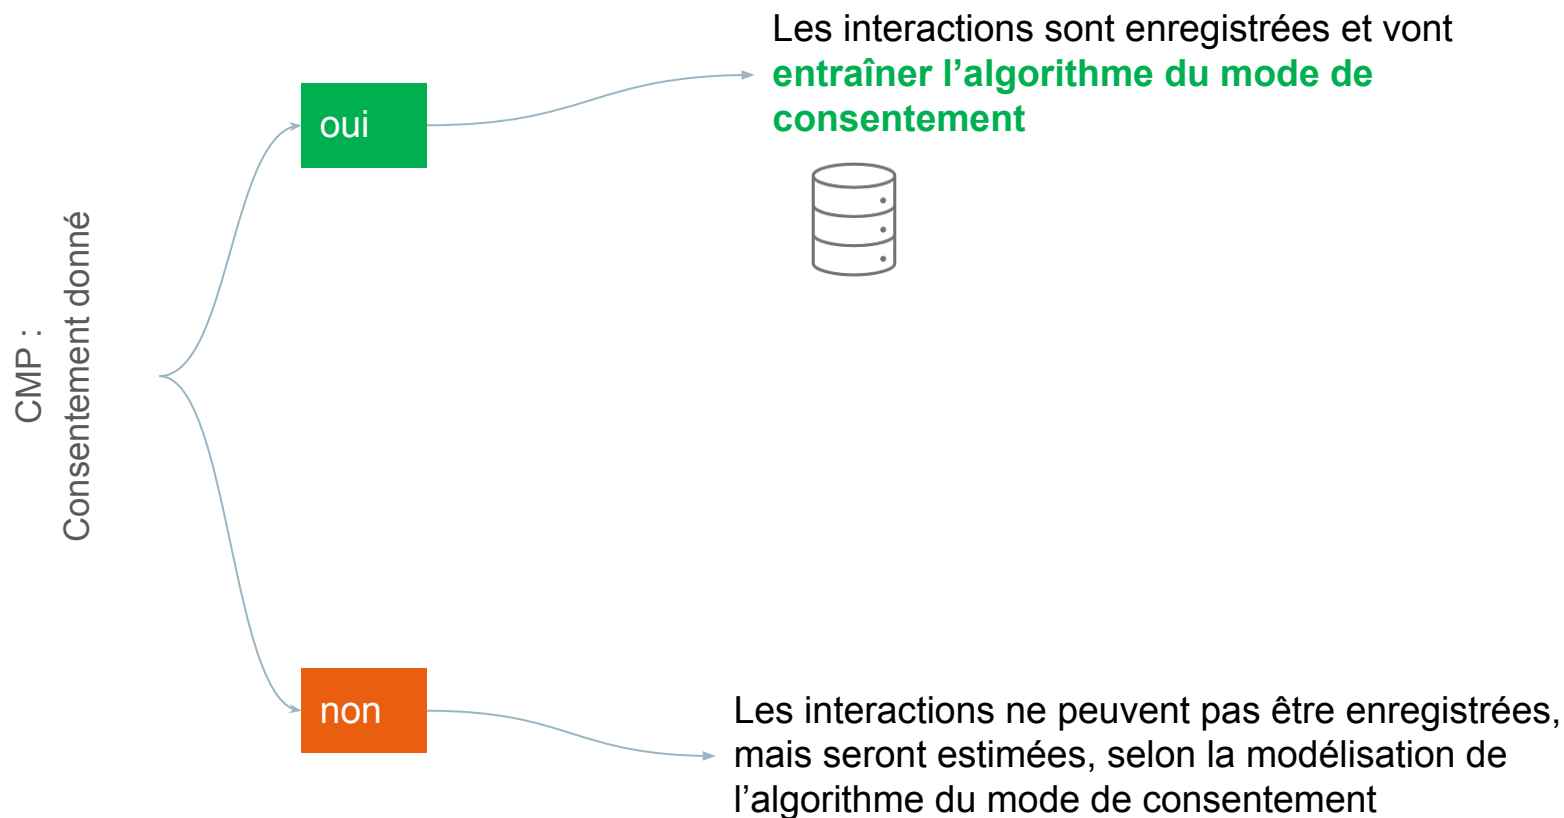 CMP :
Consentement donné
oui
Les interactions sont enregistrées et vont
entraîner l’algorithme du mode de
consentement
non
Les interactions ne peuvent pas être enregistrées,
mais seront estimées, selon la modélisation de
l’algorithme du mode de consentement